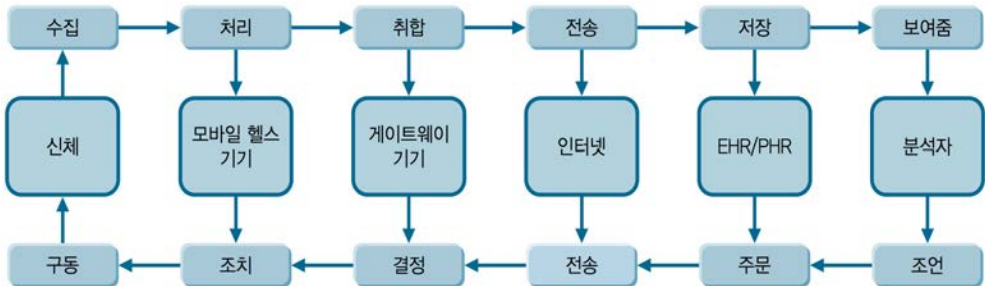 수집
처리
취합
전송
저장
보여줌
신체
모바일 헬스
기기
게이트웨이
기기
인터넷
EHR/PHR
분석자
구동
조치
결정
전송
주문
조언